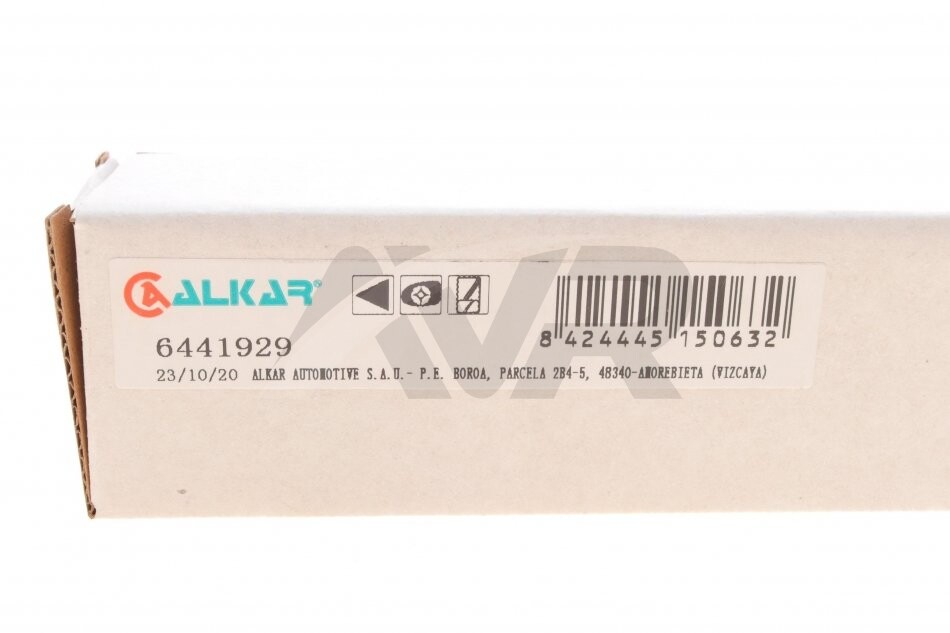 ALKAR®
6441929
8 424445 150632
23/10/20 ALKAR AUTOMOTIVE S.A.U.- P.E. BOROA, PARCELA 2B4-5, 48340-AMOREBIETA (VIZCAYA)